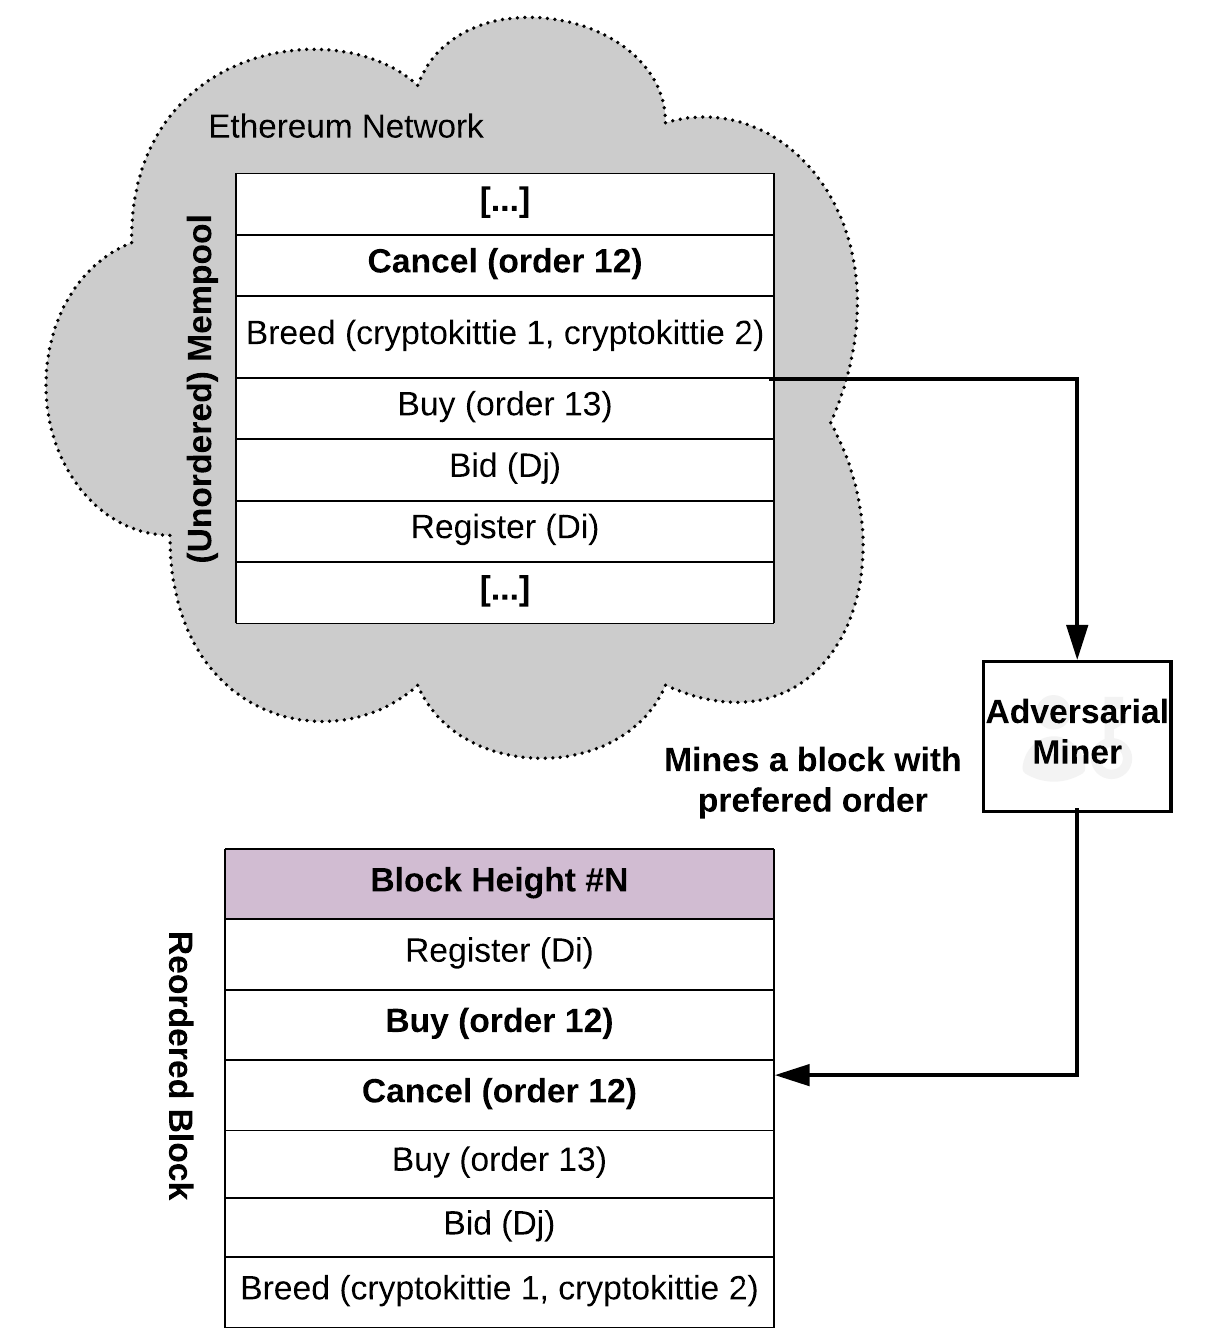 Ethereum Network
(Unordered) Mempool
[...]
Cancel (order 12)
Breed (cryptokittie 1, cryptokittie 2)
Buy (order 13)
Bid (Dj)
Register (Di)
[...]
Adversarial
Miner
Mines a block with
prefered order
Reordered Block
Block Height #N
Register (Di)
Buy (order 12)
Cancel (order 12)
Buy (order 13)
Bid (Dj)
Breed (cryptokittie 1, cryptokittie 2)